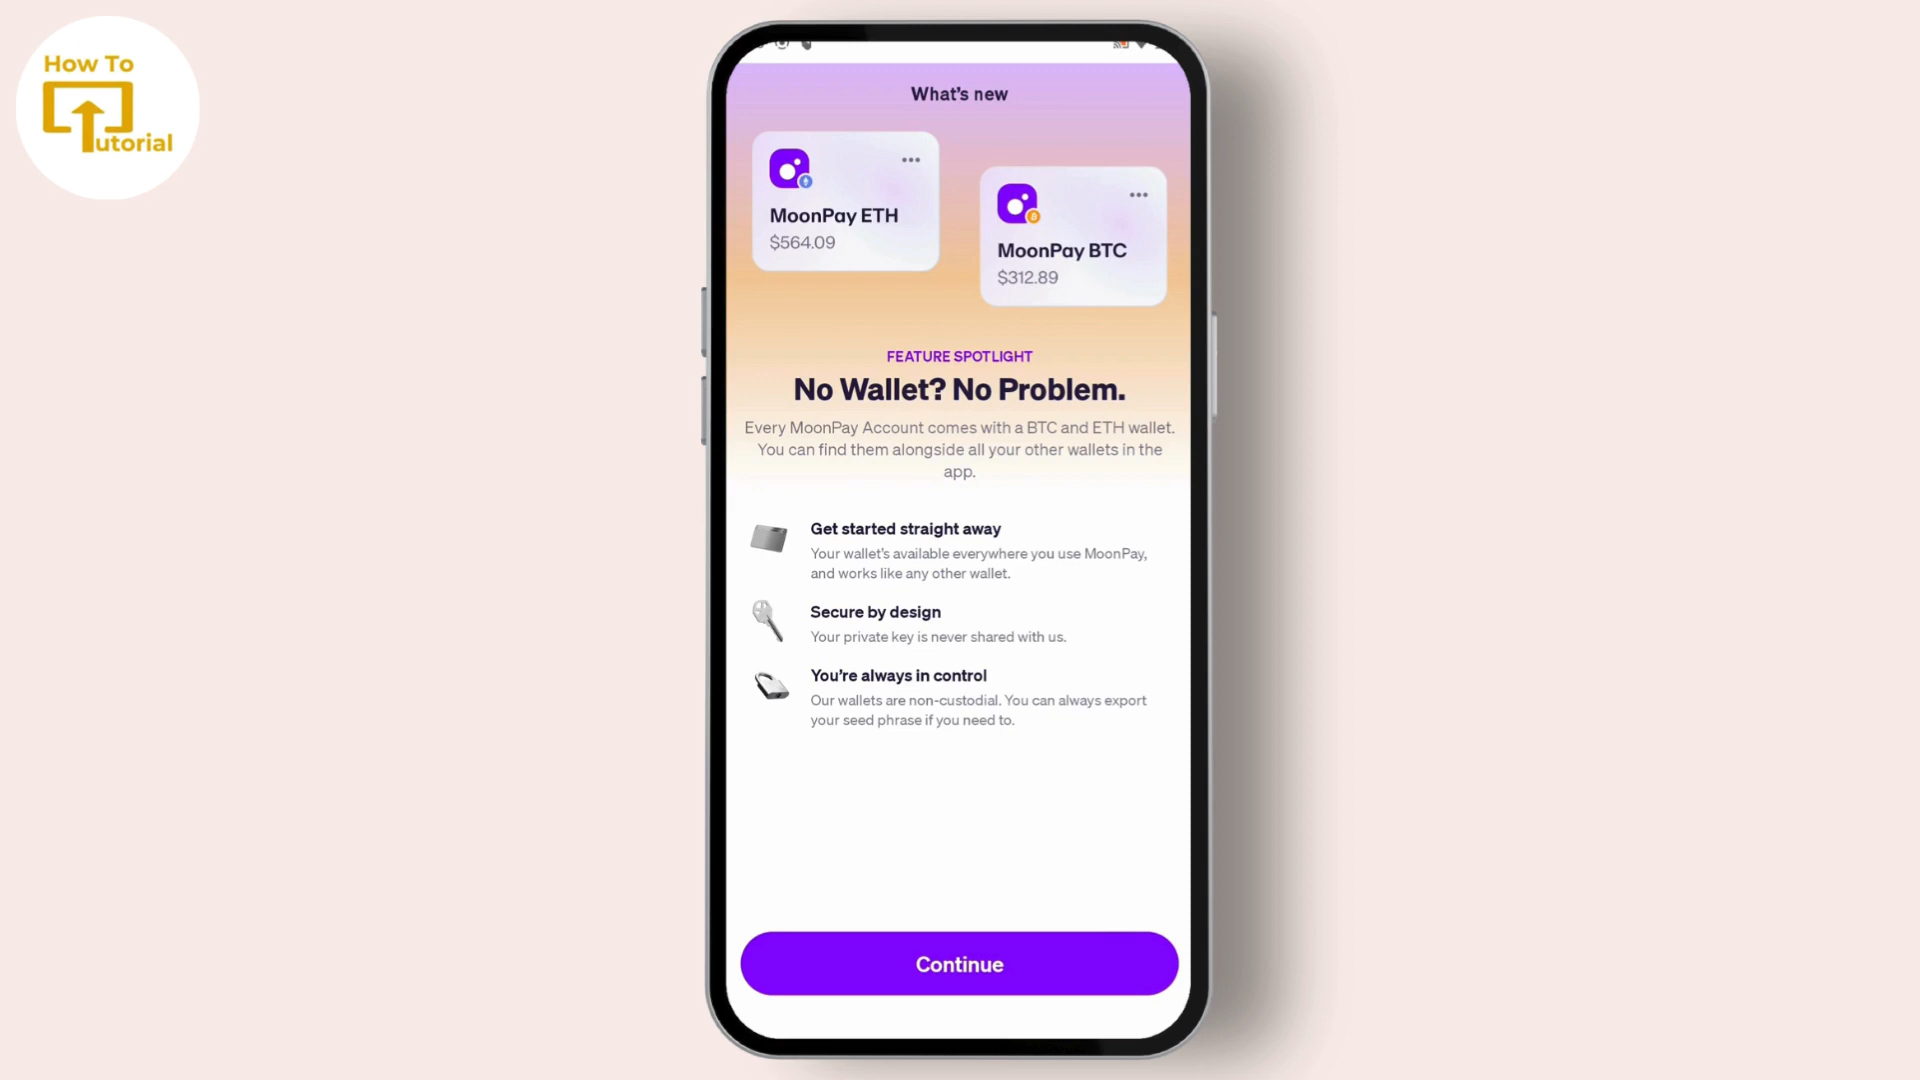 How To
utorial
What's new
MoonPay ETH
$564.09
MoonPay BTC
$312.89
FEATURE SPOTLIGHT
No Wallet? No Problem.
Every MoonPay Account comes with a BTC and ETH wallet.
You can find them alongside all your other wallets in the
app.
Get started straight away
Your wallet's available everywhere you use MoonPay,
and works like any other wallet.
Secure by design
Your private key is never shared with us.
You're always in control
Our wallets are non-custodial. You can always export
your seed phrase if you need to.
Continue